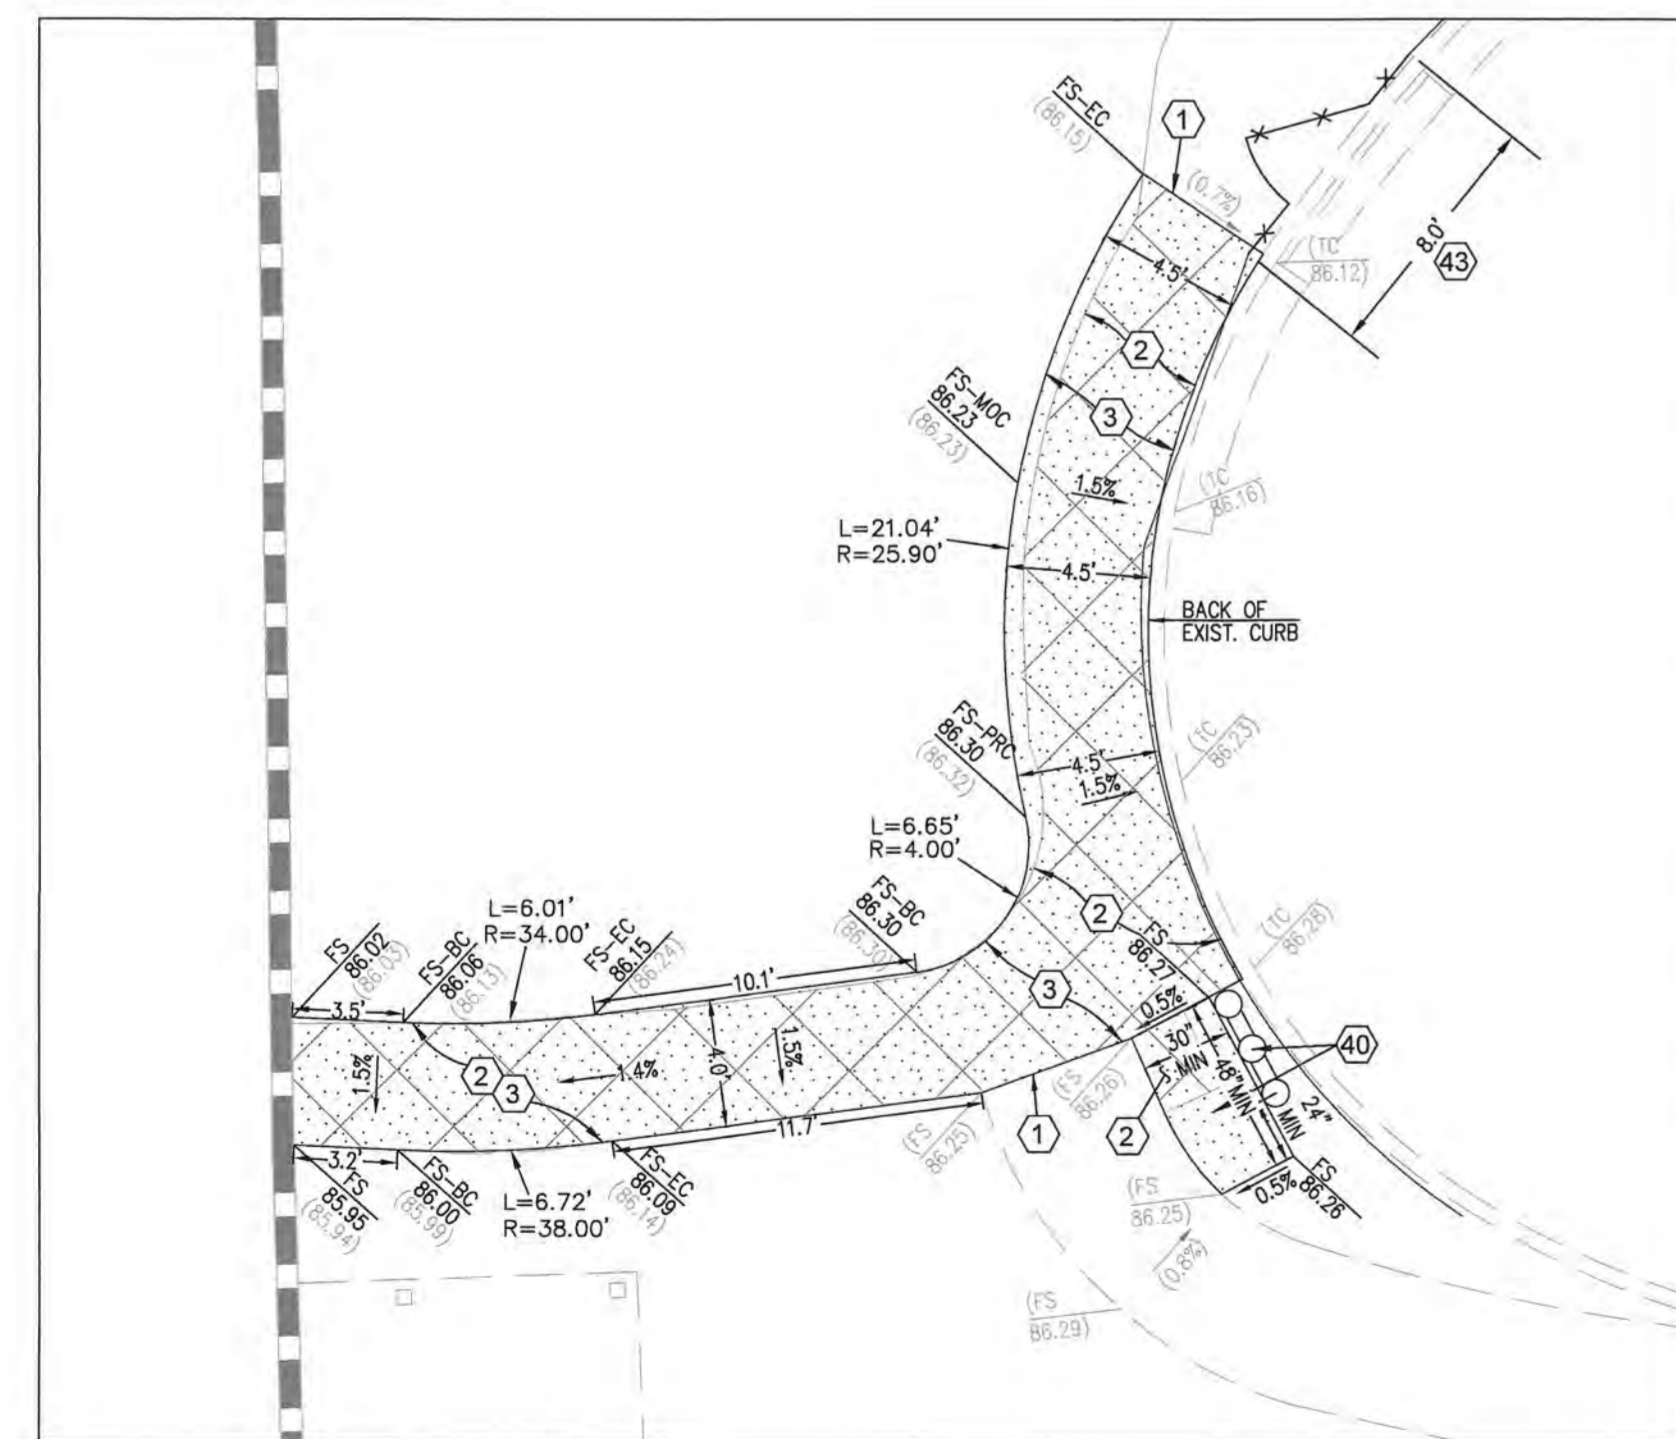 FS-EC
(86.15)
1
(0.7%)
8.0'
43
(TC
86.12)
4.5'
2
3
FS-MOC
86.23
(86.23)
1.5%
(TC
86.16)
L=21.04'
R=25.90'
4.5'
BACK OF
EXIST. CURB
FS-PRC
86.30
(86.32)
4.5'
1.5%
(TC
86.23)
L=6.65'
R=4.00'
FS-BC
86.30
(86.30)
2
FS
86.27
(TC
86.28)
L=6.01'
R=34.00'
FS
86.02
(86.03)
FS-BC
86.06
(86.13)
FS-EC
86.15
(86.24)
10.1'
3
3.5'
0.5%
1.5%
2
3
1.4%
4.0'
1.5%
30"
MIN
48"
MIN
24"
MIN
40
(FS
86.26)
11.7'
(FS
86.25)
1
2
3.2'
FS
85.95
(85.94)
FS-BC
86.00
(85.99)
L=6.72'
R=38.00'
FS-EC
86.09
(86.14)
(FS
86.25)
0.5%
FS
86.26
(0.8%)
(FS
86.29)